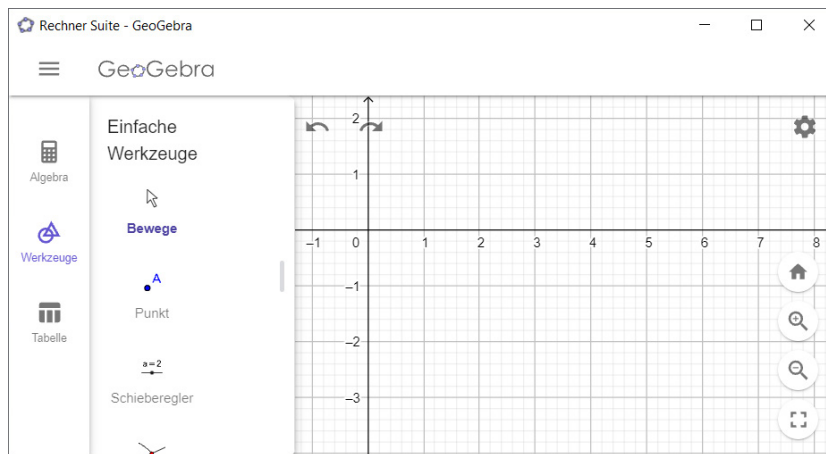 Rechner Suite - GeoGebra
GeoGebra
Algebra
Werkzeuge
Tabelle
Einfache
Werkzeuge
Bewege
A
Punkt
a=2
Schieberegler
2
1
−1 0 1 2 3 4 5 6 7 8
−1
−2
−3